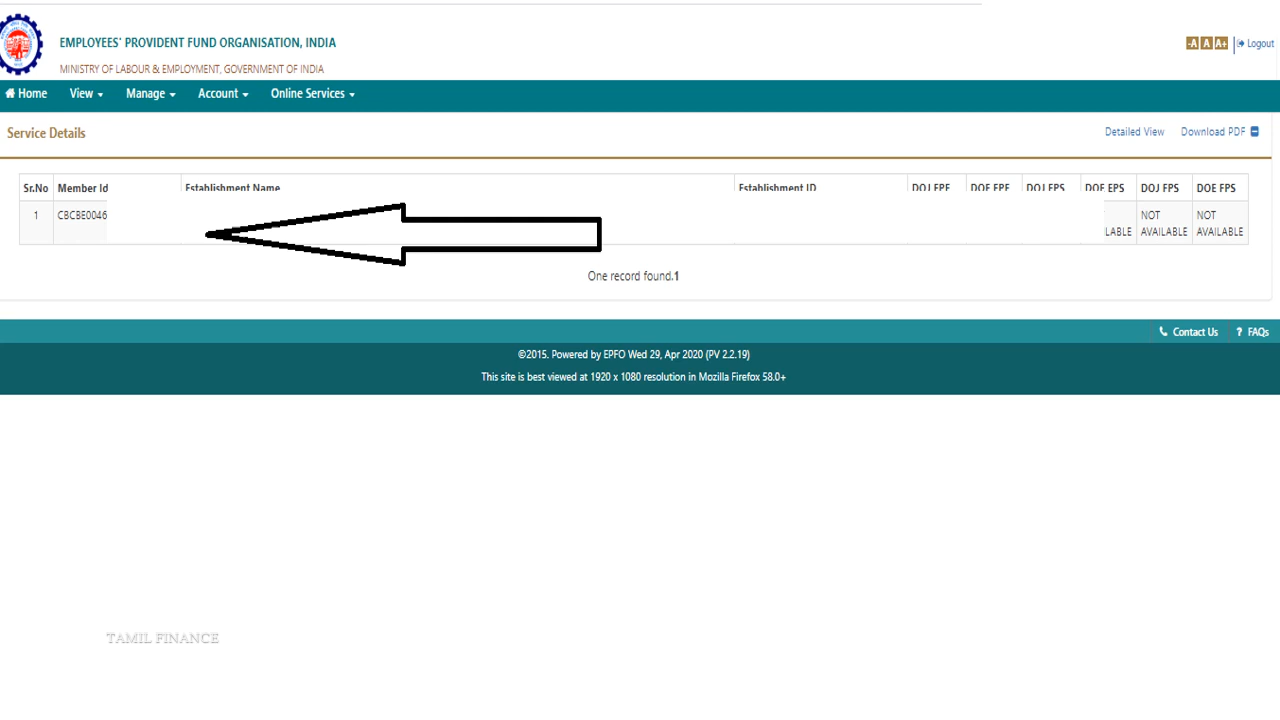 EMPLOYEES' PROVIDENT FUND ORGANISATION, INDIA
-A A A+ Logout
MINISTRY OF LABOUR & EMPLOYMENT, GOVERNMENT OF INDIA
Home View Manage Account Online Services
Service Details
Detailed View Download PDF
Sr.No Member Id Establishment Name Establishment ID DOJ EPF DOE EPF DOJ EPS DOE EPS DOJ FPS DOE FPS
1 CBCBE0046 NOT NOT
LABLE AVAILABLE AVAILABLE
One record found.1
Contact Us ? FAQs
©2015. Powered by EPFO Wed 29, Apr 2020 (PV 2.2.19)
This site is best viewed at 1920 x 1080 resolution in Mozilla Firefox 58.0+
TAMIL FINANCE